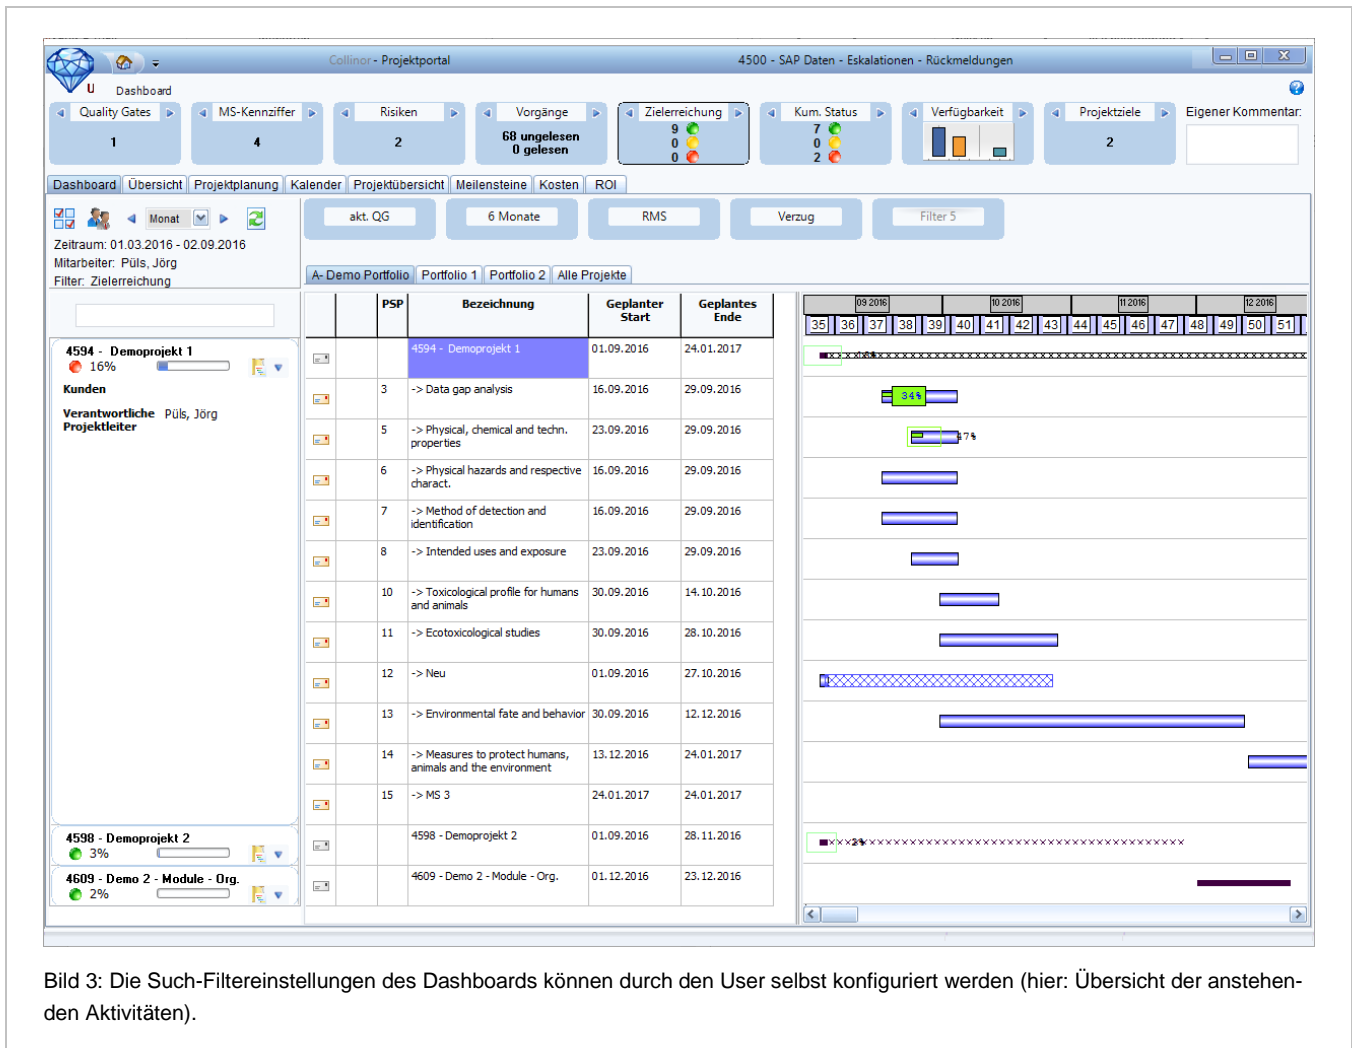 Collinor - Projektportal
4500 - SAP Daten - Eskalationen - Rückmeldungen
U Dashboard
Quality Gates
1
MS-Kennziffer
4
Risiken
2
Vorgänge
68 ungelesen
0 gelesen
Zielerreichung
9
0
0
Kum. Status
7
0
2
Verfügbarkeit
Projektziele
2
Eigener Kommentar:
Dashboard Übersicht Projektplanung Kalender Projektübersicht Meilensteine Kosten ROI
Monat
Zeitraum: 01.03.2016 - 02.09.2016
Mitarbeiter: Püls, Jörg
Filter: Zielerreichung
akt. QG 6 Monate RMS Verzug Filter 5
A- Demo Portfolio Portfolio 1 Portfolio 2 Alle Projekte
4594 - Demoprojekt 1
16%
Kunden
Verantwortliche Püls, Jörg
Projektleiter
4598 - Demoprojekt 2
3%
4609 - Demo 2 - Module - Org.
2%
PSP Bezeichnung Geplanter Start Geplantes Ende
4594 - Demoprojekt 1 01.09.2016 24.01.2017
3 -> Data gap analysis 16.09.2016 29.09.2016
5 -> Physical, chemical and techn. 23.09.2016 29.09.2016
properties
6 -> Physical hazards and respective 16.09.2016 29.09.2016
charact.
7 -> Method of detection and 16.09.2016 29.09.2016
identification
8 -> Intended uses and exposure 23.09.2016 29.09.2016
10 -> Toxicological profile for humans 30.09.2016 14.10.2016
and animals
11 -> Ecotoxicological studies 30.09.2016 28.10.2016
12 -> Neu 01.09.2016 27.10.2016
13 -> Environmental fate and behavior 30.09.2016 12.12.2016
14 -> Measures to protect humans, 13.12.2016 24.01.2017
animals and the environment
15 -> MS 3 24.01.2017 24.01.2017
4598 - Demoprojekt 2 01.09.2016 28.11.2016
4609 - Demo 2 - Module - Org. 01.12.2016 23.12.2016
09 2016 10 2016 11 2016 12 2016
35 36 37 38 39 40 41 42 43 44 45 46 47 48 49 50 51
34%
47%
Bild 3: Die Such-Filtereinstellungen des Dashboards können durch den User selbst konfiguriert werden (hier: Übersicht der anstehen-
den Aktivitäten).